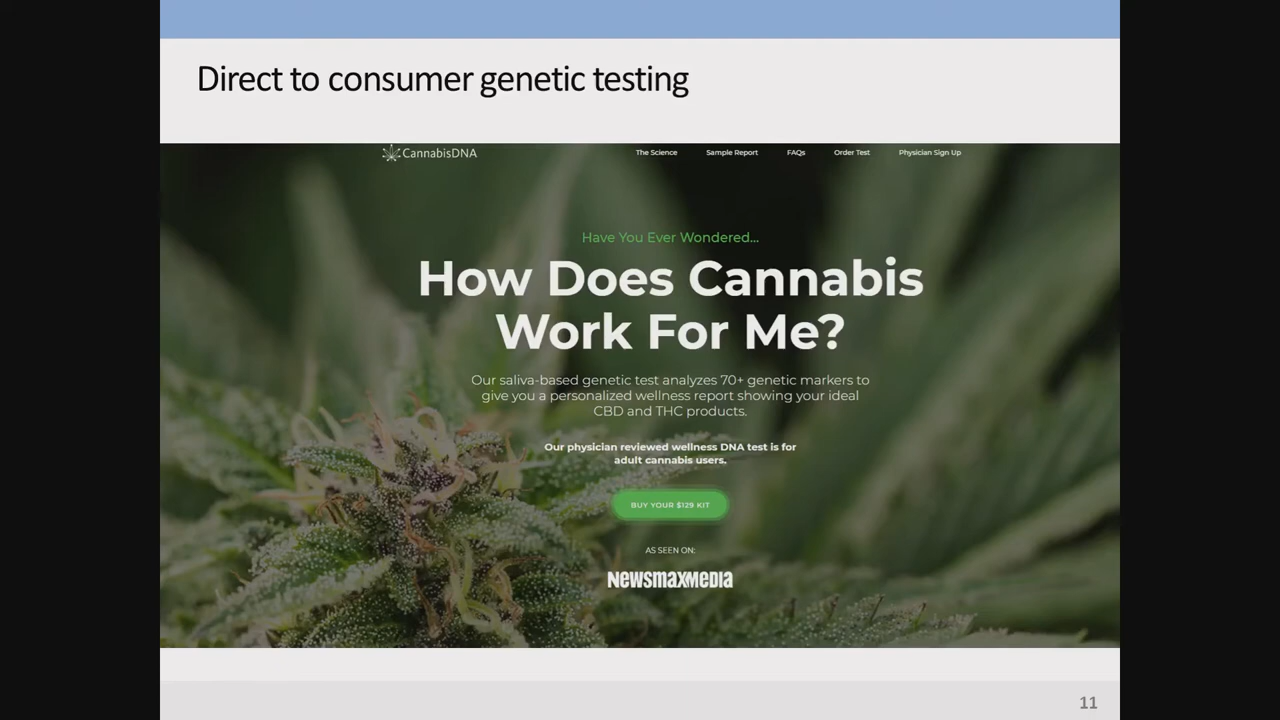 Direct to consumer genetic testing
CannabisDNA
The Science Sample Report FAQs Order Test Physician Sign Up
Have You Ever Wondered...
How Does Cannabis
Work For Me?
Our saliva-based genetic test analyzes 70+ genetic markers to
give you a personalized wellness report showing your ideal
CBD and THC products.
Our physician reviewed wellness DNA test is for
adult cannabis users.
BUY YOUR $129 KIT
AS SEEN ON:
NewsmaxMedia
11